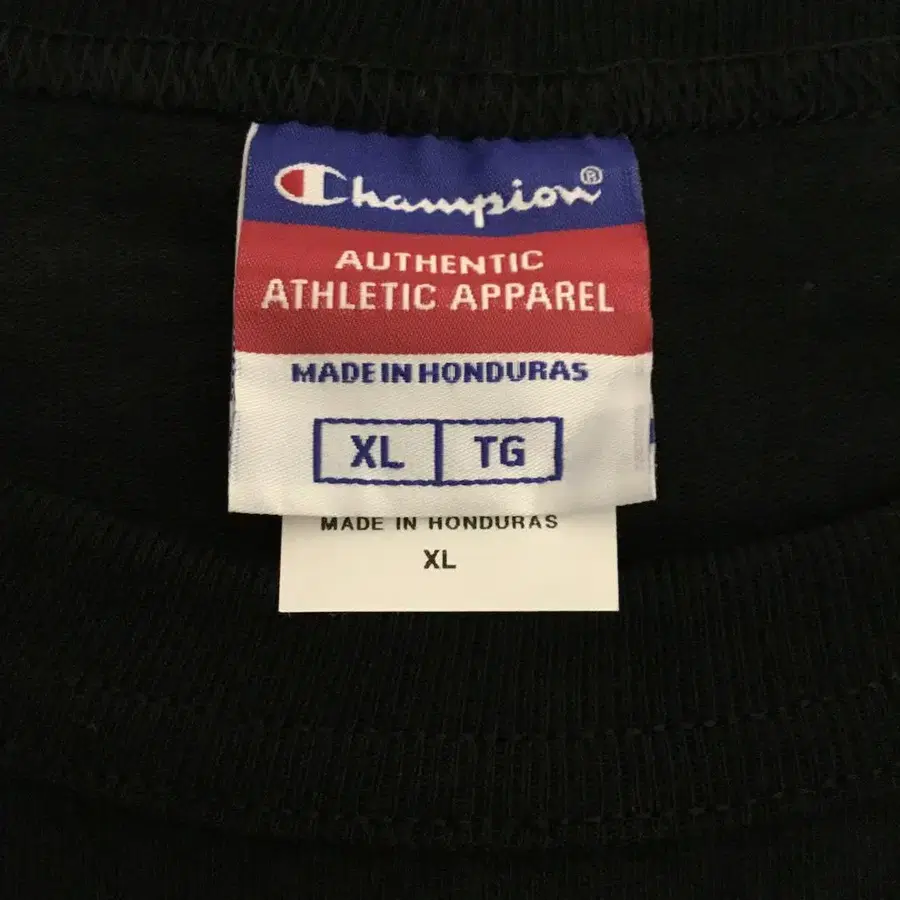 Champion®
AUTHENTIC
ATHLETIC APPAREL
MADE IN HONDURAS
XL TG
MADE IN HONDURAS
XL